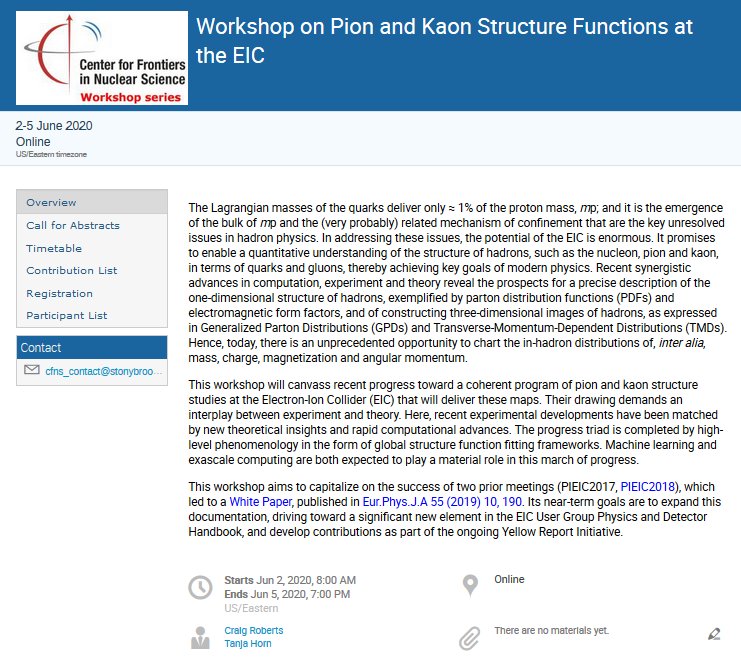 Center for Frontiers
in Nuclear Science
Workshop series
Workshop on Pion and Kaon Structure Functions at
the EIC
2-5 June 2020
Online
US/Eastern timezone
Overview
Call for Abstracts
Timetable
Contribution List
Registration
Participant List
Contact
cfns_contact@stonybroo...
The Lagrangian masses of the quarks deliver only ≈ 1% of the proton mass, mp; and it is the emergence
of the bulk of mp and the (very probably) related mechanism of confinement that are the key unresolved
issues in hadron physics. In addressing these issues, the potential of the EIC is enormous. It promises
to enable a quantitative understanding of the structure of hadrons, such as the nucleon, pion and kaon,
in terms of quarks and gluons, thereby achieving key goals of modern physics. Recent synergistic
advances in computation, experiment and theory reveal the prospects for a precise description of the
one-dimensional structure of hadrons, exemplified by parton distribution functions (PDFs) and
electromagnetic form factors, and of constructing three-dimensional images of hadrons, as expressed
in Generalized Parton Distributions (GPDs) and Transverse-Momentum-Dependent Distributions (TMDs).
Hence, today, there is an unprecedented opportunity to chart the in-hadron distributions of, inter alia,
mass, charge, magnetization and angular momentum.
This workshop will canvass recent progress toward a coherent program of pion and kaon structure
studies at the Electron-Ion Collider (EIC) that will deliver these maps. Their drawing demands an
interplay between experiment and theory. Here, recent experimental developments have been matched
by new theoretical insights and rapid computational advances. The progress triad is completed by high-
level phenomenology in the form of global structure function fitting frameworks. Machine learning and
exascale computing are both expected to play a material role in this march of progress.
This workshop aims to capitalize on the success of two prior meetings (PIEIC2017, PIEIC2018), which
led to a White Paper, published in Eur.Phys.J.A 55 (2019) 10, 190. Its near-term goals are to expand this
documentation, driving toward a significant new element in the EIC User Group Physics and Detector
Handbook, and develop contributions as part of the ongoing Yellow Report Initiative.
Starts Jun 2, 2020, 8:00 AM
Ends Jun 5, 2020, 7:00 PM
US/Eastern
Online
Craig Roberts
Tanja Horn
There are no materials yet.